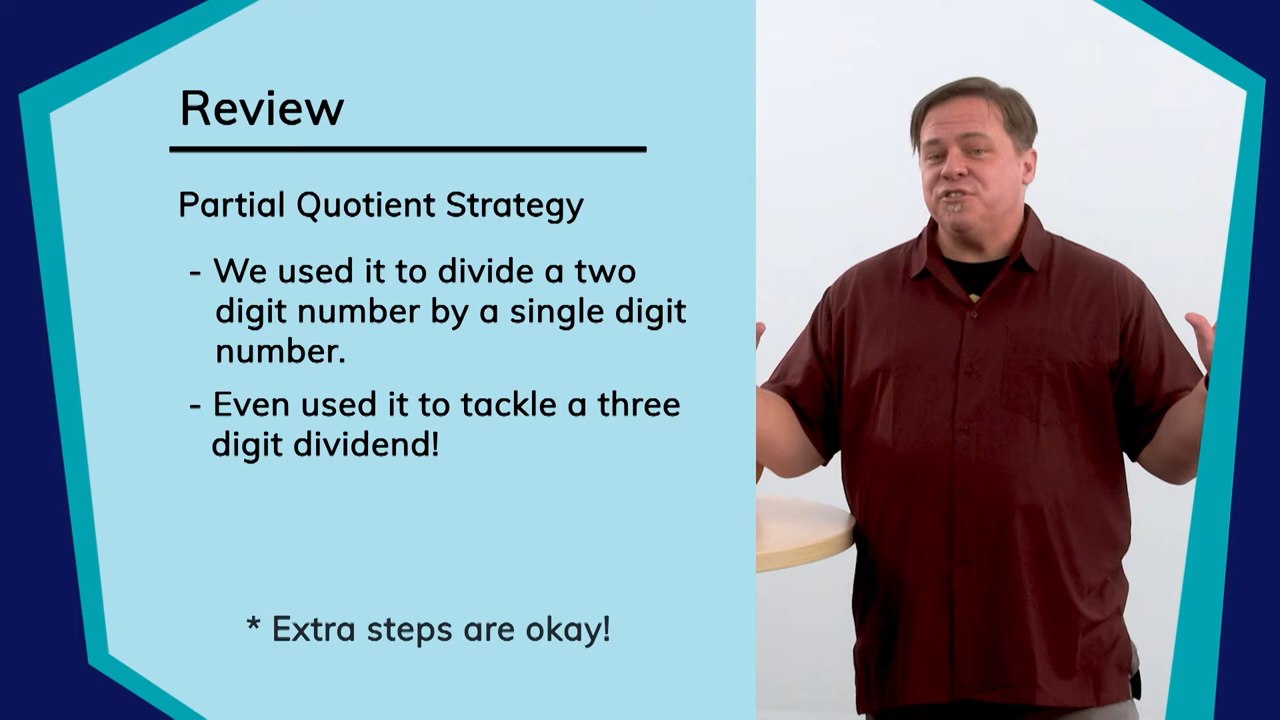 Review
Partial Quotient Strategy
- We used it to divide a two
digit number by a single digit
number.
- Even used it to tackle a three
digit dividend!
* Extra steps are okay!